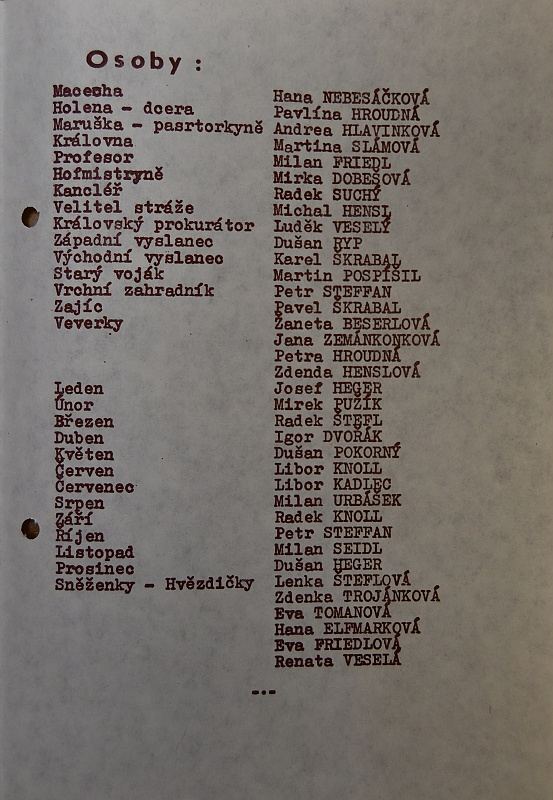 Osoby :
Macecha Hana NEBESÁČKOVÁ
Holena - dcera Pavlína HROUDNÁ
Maruška - pasrtorkyně Andrea HLAVINKOVÁ
Královna Martina SLÁMOVÁ
Profesor Milan FRIEDL
Hofmistryně Mirka DOBEŠOVÁ
Kancléř Radek SUCHÝ
Velitel stráže Michal HENSL
Královský prokurátor Luděk VESELÝ
Západní vyslanec Dušan RYP
Východní vyslanec Karel ŠKRABAL
Starý voják Martin POSPÍŠIL
Vrchní zahradník Petr STEFFAN
Zajíc Pavel ŠKRABAL
Veverky Žaneta BESERLOVÁ
Jana ZEMÁNKONKOVÁ
Petra HROUDNÁ
Zdenda HENSLOVÁ
Leden Josef HEGER
Únor Mirek PUŽÍK
Březen Radek ŠTEFL
Duben Igor DVOŘÁK
Květen Dušan POKORNÝ
Červen Libor KNOLL
Červenec Libor KADLEC
Srpen Milan URBÁŠEK
Září Radek KNOLL
Říjen Petr STEFFAN
Listopad Milan SEIDL
Prosinec Dušan HEGER
Sněženky - Hvězdičky Lenka ŠTEFLOVÁ
Zdenka TROJÁNKOVÁ
Eva TOMANOVÁ
Hana ELFMARKOVÁ
Eva FRIEDLOVÁ
Renata VESELÁ
-.-